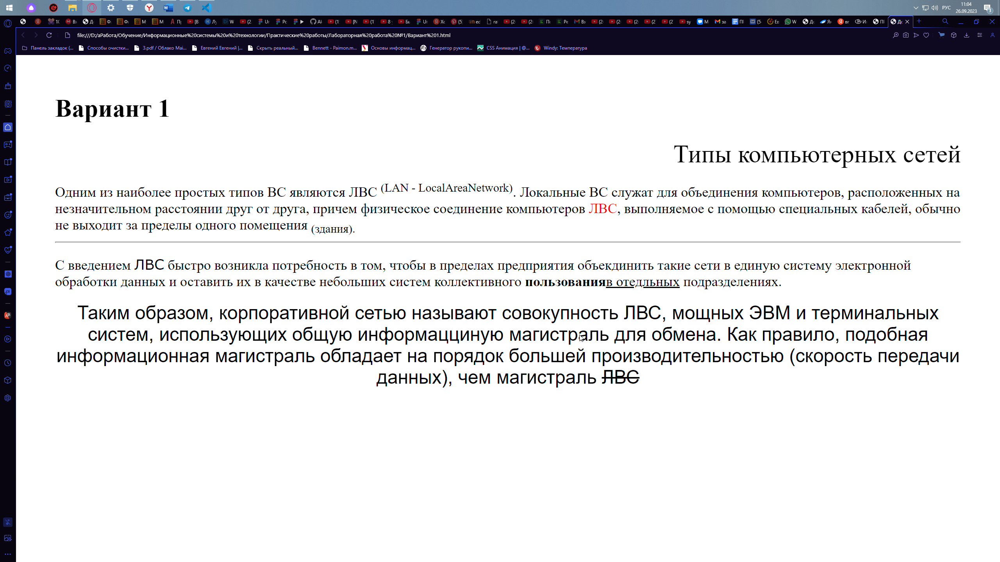 РУС
11:04
26.09.2023
3
file:///D:/aРабота/Обучение/Информационные%20системы%20и%20технологии/Практические%20работы/Лабораторная%20работа%20№1/Вариант%201.html
Панель закладок (... Способы очистки... 3.pdf / Облако Mai... Евгений Евгений |... Скрыть реальный... Bennett - Paimon.m... Основы информац... Генератор рукопи... CSS Анимация | @... Windy: Температура
Вариант 1
Типы компьютерных сетей
Одним из наиболее простых типов ВС являются ЛВС (LAN - LocalAreaNetwork). Локальные ВС служат для объединения компьютеров, расположенных на
незначительном расстоянии друг от друга, причем физическое соединение компьютеров ЛВС, выполняемое с помощью специальных кабелей, обычно
не выходит за пределы одного помещения (здания).
С введением ЛВС быстро возникла потребность в том, чтобы в пределах предприятия объекдинить такие сети в единую систему электронной
обработки данных и оставить их в качестве небольших систем коллективного пользованияв отедльных подразделениях.
Таким образом, корпоративной сетью называют совокупность ЛВС, мощных ЭВМ и терминальных
систем, использующих общую информацциную магистраль для обмена. Как правило, подобная
информационная магистраль обладает на порядок большей производительностью (скорость передачи
данных), чем магистраль ЛВС